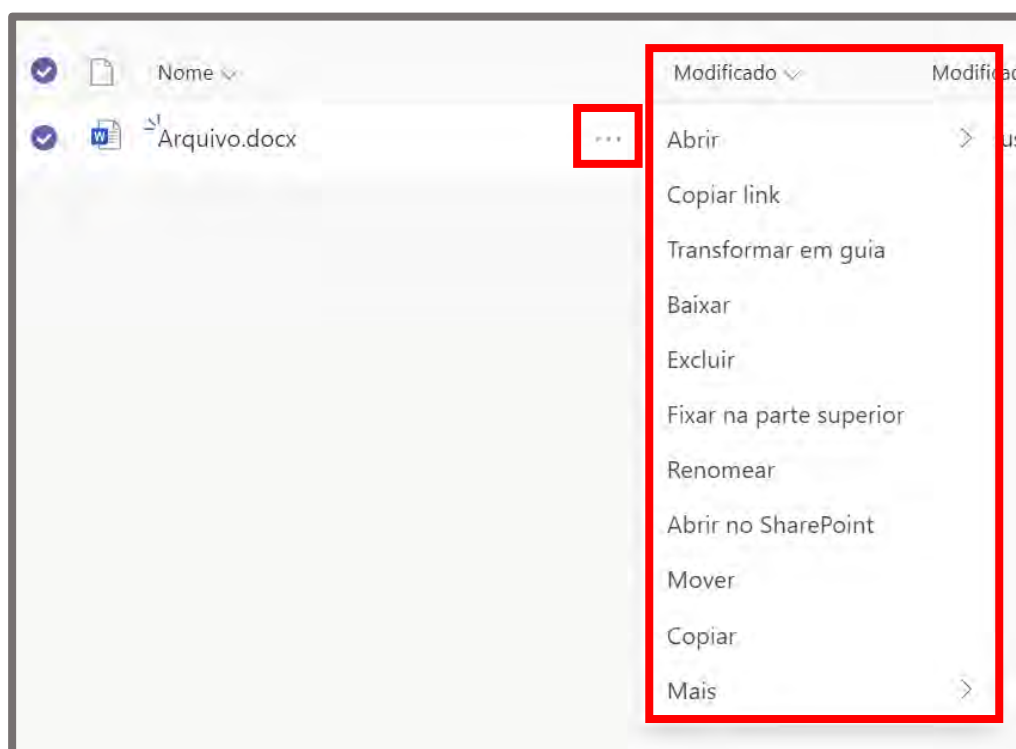 Nome Modificado
Arquivo.docx ... Abrir
Copiar link
Transformar em guia
Baixar
Excluir
Fixar na parte superior
Renomear
Abrir no SharePoint
Mover
Copiar
Mais